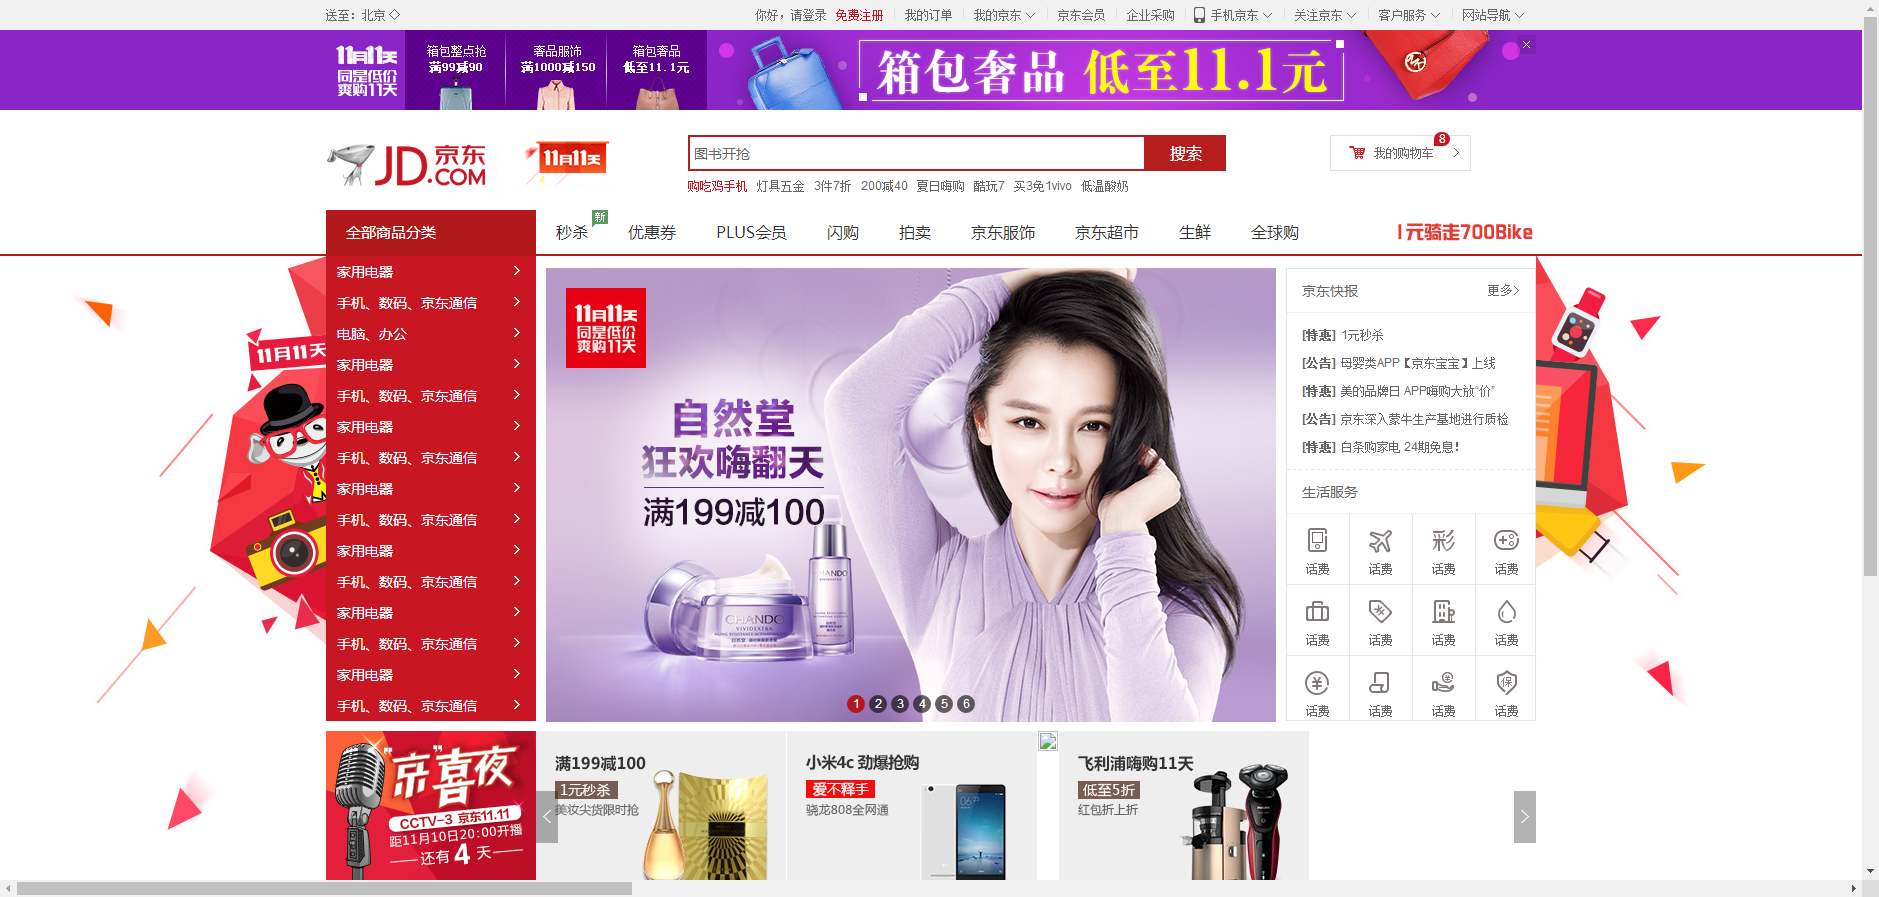 送至：北京
你好，请登录 免费注册 我的订单 我的京东 京东会员 企业采购 手机京东 关注京东 客户服务 网站导航
11月11天
同是低价
爽购11天
箱包整点抢
满99减90
奢品服饰
满1000减150
箱包奢品
低至11.1元
箱包奢品 低至11.1元
JD.COM 京东
11月11天
图书开抢
搜索
8
我的购物车
购吃鸡手机 灯具五金 3件7折 200减40 夏日嗨购 酷玩7 买3免1vivo 低温酸奶
全部商品分类
秒杀 新 优惠券 PLUS会员 闪购 拍卖 京东服饰 京东超市 生鲜 全球购
1元骑走700Bike
11月11天
家用电器
手机、数码、京东通信
电脑、办公
家用电器
手机、数码、京东通信
家用电器
手机、数码、京东通信
家用电器
手机、数码、京东通信
家用电器
手机、数码、京东通信
家用电器
手机、数码、京东通信
家用电器
手机、数码、京东通信
11月11天
同是低价
爽购11天
自然堂
狂欢嗨翻天
满199减100
CHANDO
VIVIDEXTRA
CHANDO
1 2 3 4 5 6
京东快报 更多
[特惠] 1元秒杀
[公告] 母婴类APP【京东宝宝】上线
[特惠] 美的品牌日 APP嗨购大放“价”
[公告] 京东深入蒙牛生产基地进行质检
[特惠] 白条购家电 24期免息！
生活服务
彩
话费 话费 话费 话费
话费 话费 话费 话费
保
话费 话费 话费 话费
“京”喜夜
CCTV-3 京东11.11
距11月10日20:00开播
还有4天
满199减100
1元秒杀
美妆尖货限时抢
小米4c 劲爆抢购
爱不释手
骁龙808全网通
飞利浦嗨购11天
低至5折
红包折上折